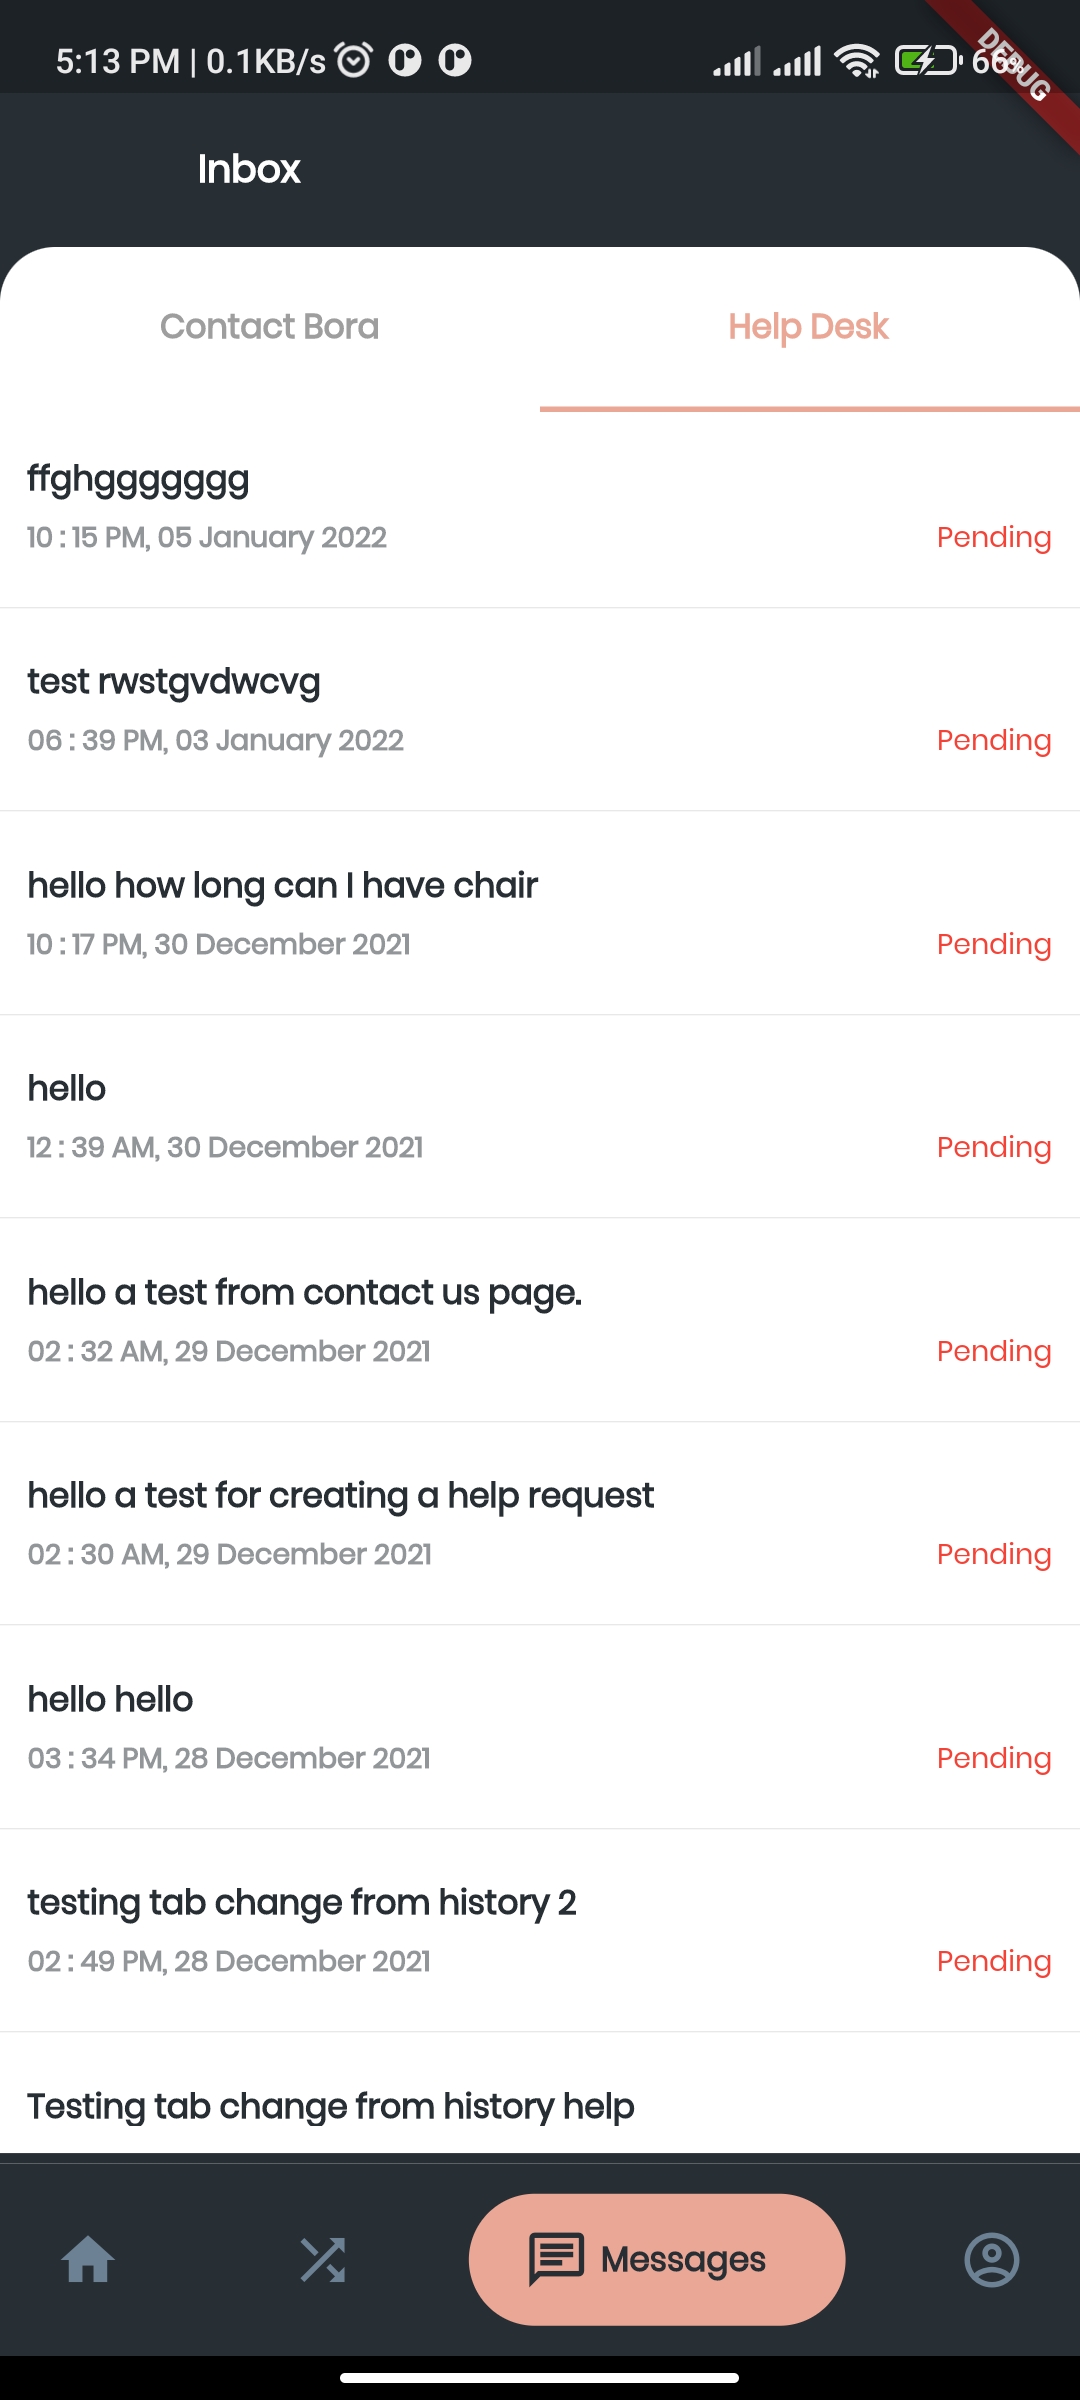 5:13 PM | 0.1KB/s 66%
DEBUG
Inbox
Contact Bora Help Desk
ffghggggggg
10 : 15 PM, 05 January 2022 Pending
test rwstgvdwcvg
06 : 39 PM, 03 January 2022 Pending
hello how long can I have chair
10 : 17 PM, 30 December 2021 Pending
hello
12 : 39 AM, 30 December 2021 Pending
hello a test from contact us page.
02 : 32 AM, 29 December 2021 Pending
hello a test for creating a help request
02 : 30 AM, 29 December 2021 Pending
hello hello
03 : 34 PM, 28 December 2021 Pending
testing tab change from history 2
02 : 49 PM, 28 December 2021 Pending
Testing tab change from history help
Messages